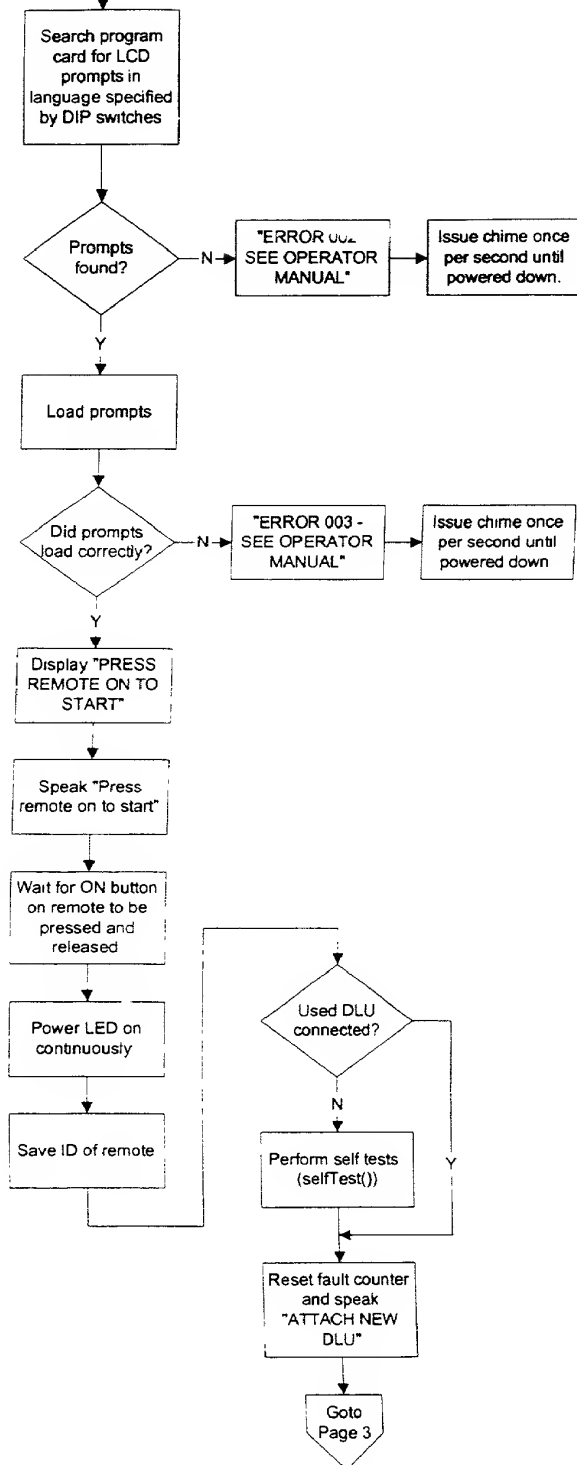 Search program
card for LCD
prompts in
language specified
by DIP switches
Prompts
found?
N
"ERROR
SEE OPERATOR
MANUAL"
Issue chime once
per second until
powered down.
Y
Load prompts
Did prompts
load correctly?
N
"ERROR 003 -
SEE OPERATOR
MANUAL"
Issue chime once
per second until
powered down
Y
Display "PRESS
REMOTE ON TO
START"
Speak "Press
remote on to start"
Wait for ON button
on remote to be
pressed and
released
Power LED on
continuously
Save ID of remote
Used DLU
connected?
N
Y
Perform self tests
(selfTest())
Reset fault counter
and speak
"ATTACH NEW
DLU"
Goto
Page 3